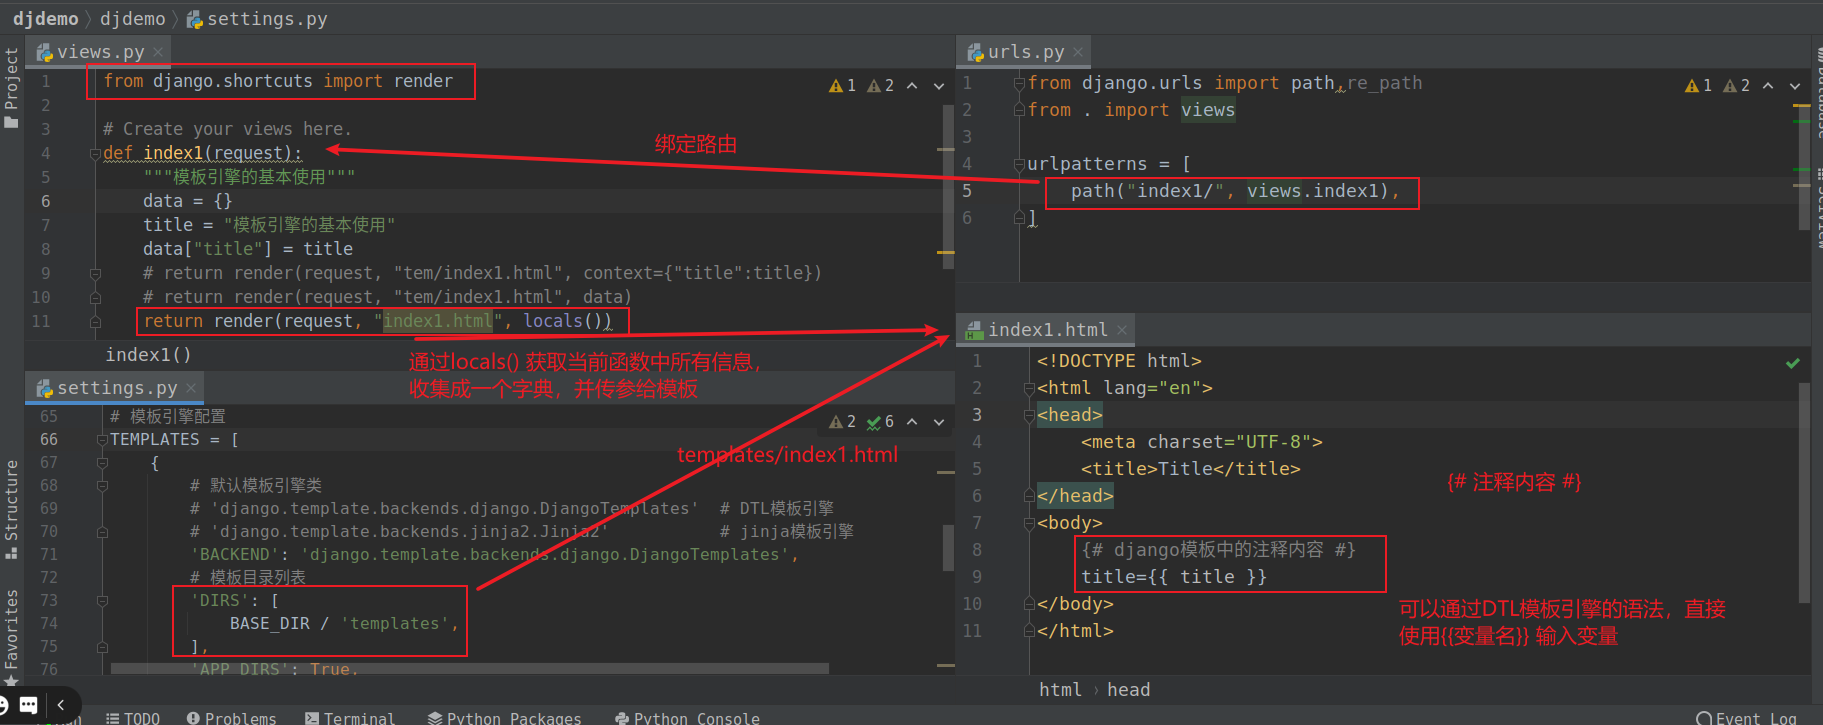 djdemo 〉 djdemo 〉 settings.py
Project
views.py ×
1 from django.shortcuts import render
1 2
2
3 # Create your views here.
4 def index1(request):
5 """模板引擎的基本使用"""
6 data = {}
7 title = "模板引擎的基本使用"
8 data["title"] = title
9 # return render(request, "tem/index1.html", context={"title":title})
10 # return render(request, "tem/index1.html", data)
11 return render(request, "index1.html", locals())
index1()
绑定路由
通过locals() 获取当前函数中所有信息，
收集成一个字典，并传参给模板
urls.py ×
1 from django.urls import path,re_path
1 2
2 from . import views
3
4 urlpatterns = [
5 path("index1/", views.index1),
6 ]
Database
settings.py ×
65 # 模板引擎配置
2 6
66 TEMPLATES = [
67 {
68 # 默认模板引擎类
69 # 'django.template.backends.django.DjangoTemplates' # DTL模板引擎
70 # 'django.template.backends.jinja2.Jinja2' # jinja模板引擎
71 'BACKEND': 'django.template.backends.django.DjangoTemplates',
72 # 模板目录列表
73 'DIRS': [
74 BASE_DIR / 'templates',
75 ],
76 'APP_DIRS': True,
templates/index1.html
index1.html ×
1 <!DOCTYPE html>
2 <html lang="en">
3 <head>
4 <meta charset="UTF-8">
5 <title>Title</title>
6 </head>
7 <body>
8 {# django模板中的注释内容 #}
9 title={{ title }}
10 </body>
11 </html>
{# 注释内容 #}
可以通过DTL模板引擎的语法，直接
使用{{变量名}} 输入变量
html › head
Structure
Favorites
TODO Problems Terminal Python Packages Python Console Event Log